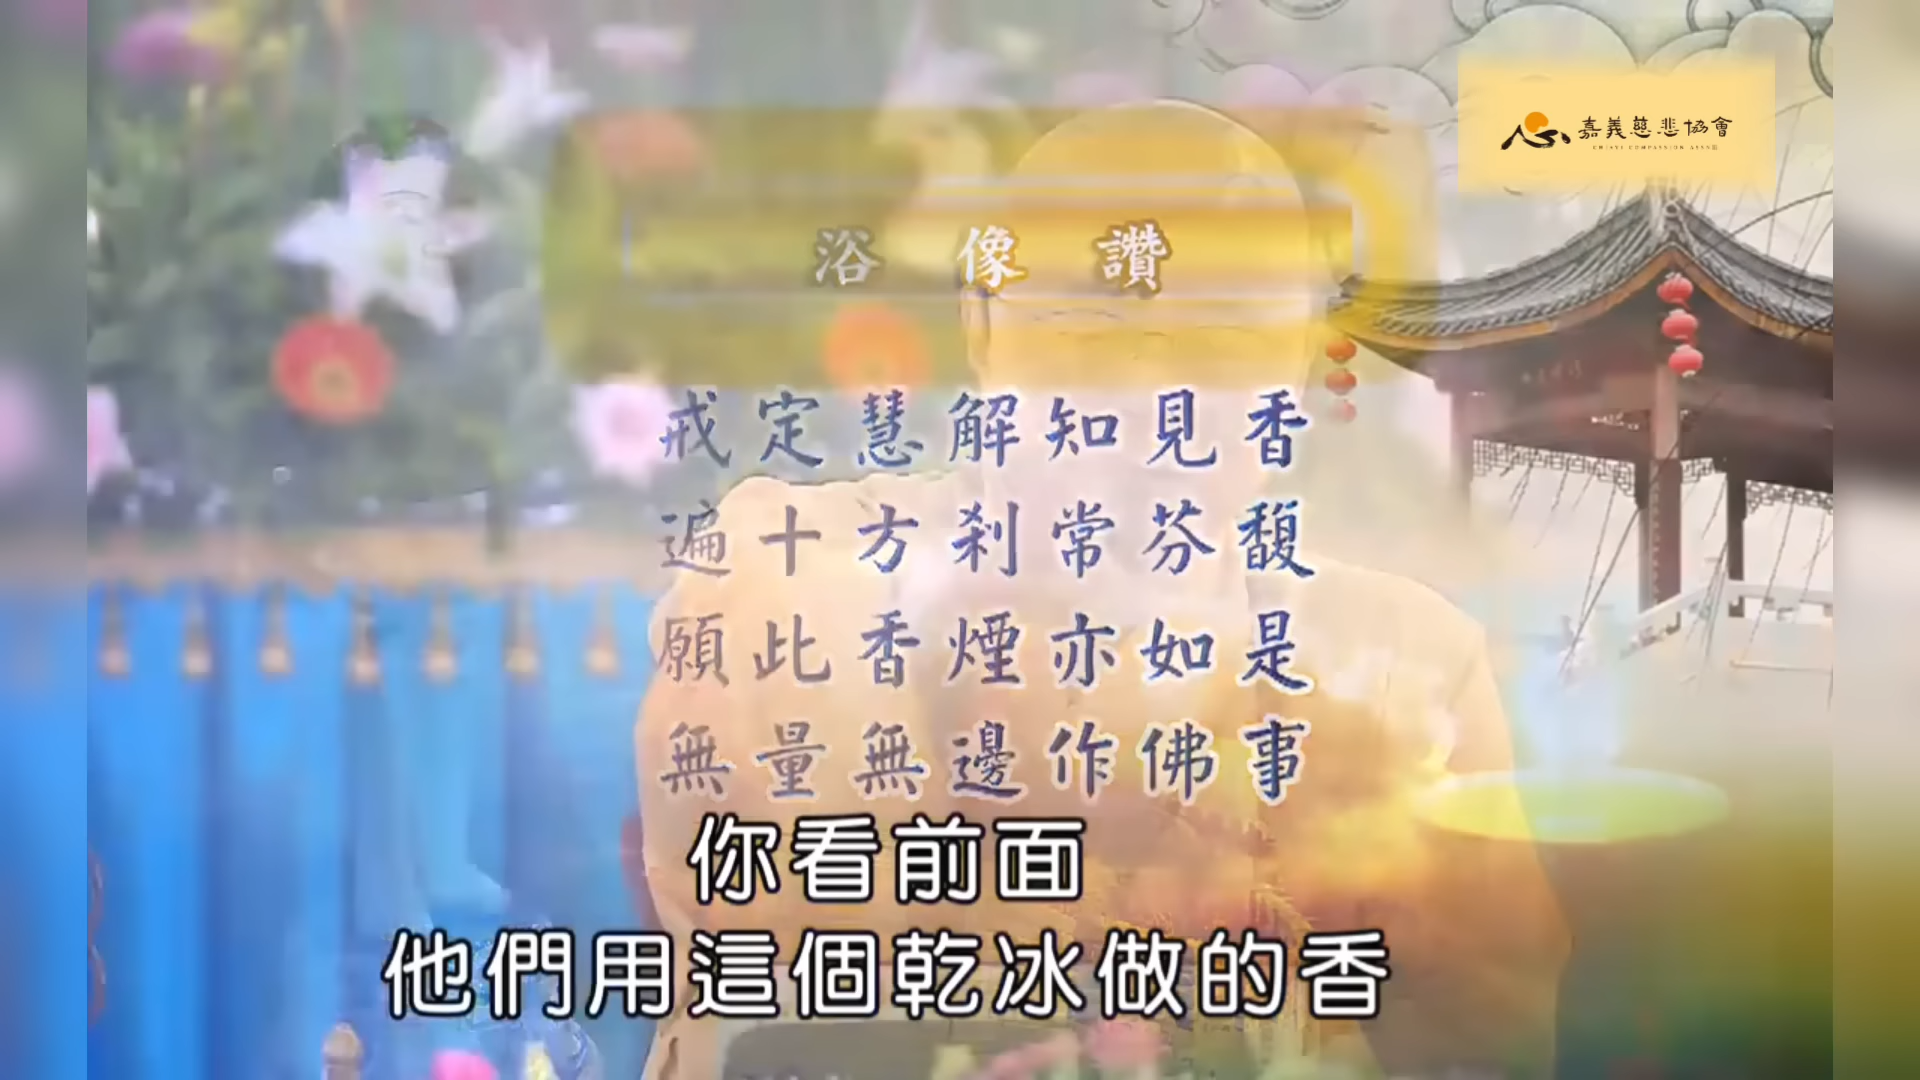 嘉義慈悲協會
浴像讚
戒定慧解知見香
遍十方刹常芬馥
願此香煙亦如是
無量無邊作佛事
你看前面
他們用這個乾冰做的香